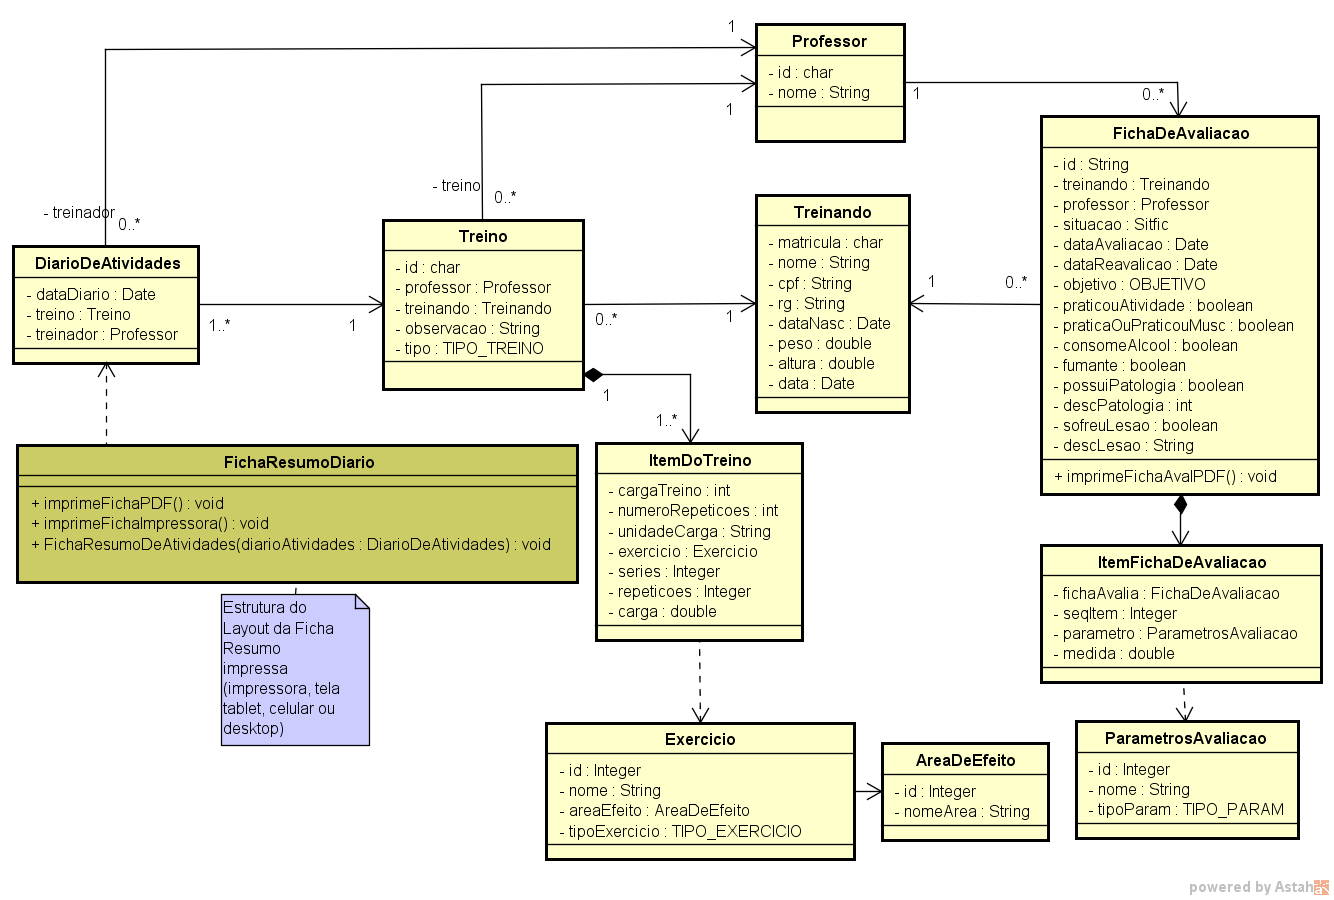 1
Professor
- id : char
- nome : String
1
1
0..*
- treino
0..*
- treinador
0..*
FichaDeAvaliacao
- id : String
- treinando : Treinando
- professor : Professor
- situacao : Sitfic
- dataAvaliacao : Date
- dataReavalicao : Date
- objetivo : OBJETIVO
- praticouAtividade : boolean
- praticaOuPraticouMusc : boolean
- consomeAlcool : boolean
- fumante : boolean
- possuiPatologia : boolean
- descPatologia : int
- sofreuLesao : boolean
- descLesao : String
+ imprimeFichaAvalPDF() : void
Treinando
- matricula : char
- nome : String
- cpf : String
- rg : String
- dataNasc : Date
- peso : double
- altura : double
- data : Date
1
0..*
Treino
- id : char
- professor : Professor
- treinando : Treinando
- observacao : String
- tipo : TIPO_TREINO
0..*
1
DiarioDeAtividades
- dataDiario : Date
- treino : Treino
- treinador : Professor
1..*
1
1
1..*
FichaResumoDiario
+ imprimeFichaPDF() : void
+ imprimeFichaImpressora() : void
+ FichaResumoDeAtividades(diarioAtividades : DiarioDeAtividades) : void
ItemDoTreino
- cargaTreino : int
- numeroRepeticoes : int
- unidadeCarga : String
- exercicio : Exercicio
- series : Integer
- repeticoes : Integer
- carga : double
ItemFichaDeAvaliacao
- fichaAvalia : FichaDeAvaliacao
- seqItem : Integer
- parametro : ParametrosAvaliacao
- medida : double
Estrutura do
Layout da Ficha
Resumo
impressa
(impressora, tela
tablet, celular ou
desktop)
Exercicio
- id : Integer
- nome : String
- areaEfeito : AreaDeEfeito
- tipoExercicio : TIPO_EXERCICIO
AreaDeEfeito
- id : Integer
- nomeArea : String
ParametrosAvaliacao
- id : Integer
- nome : String
- tipoParam : TIPO_PARAM
powered by Astah